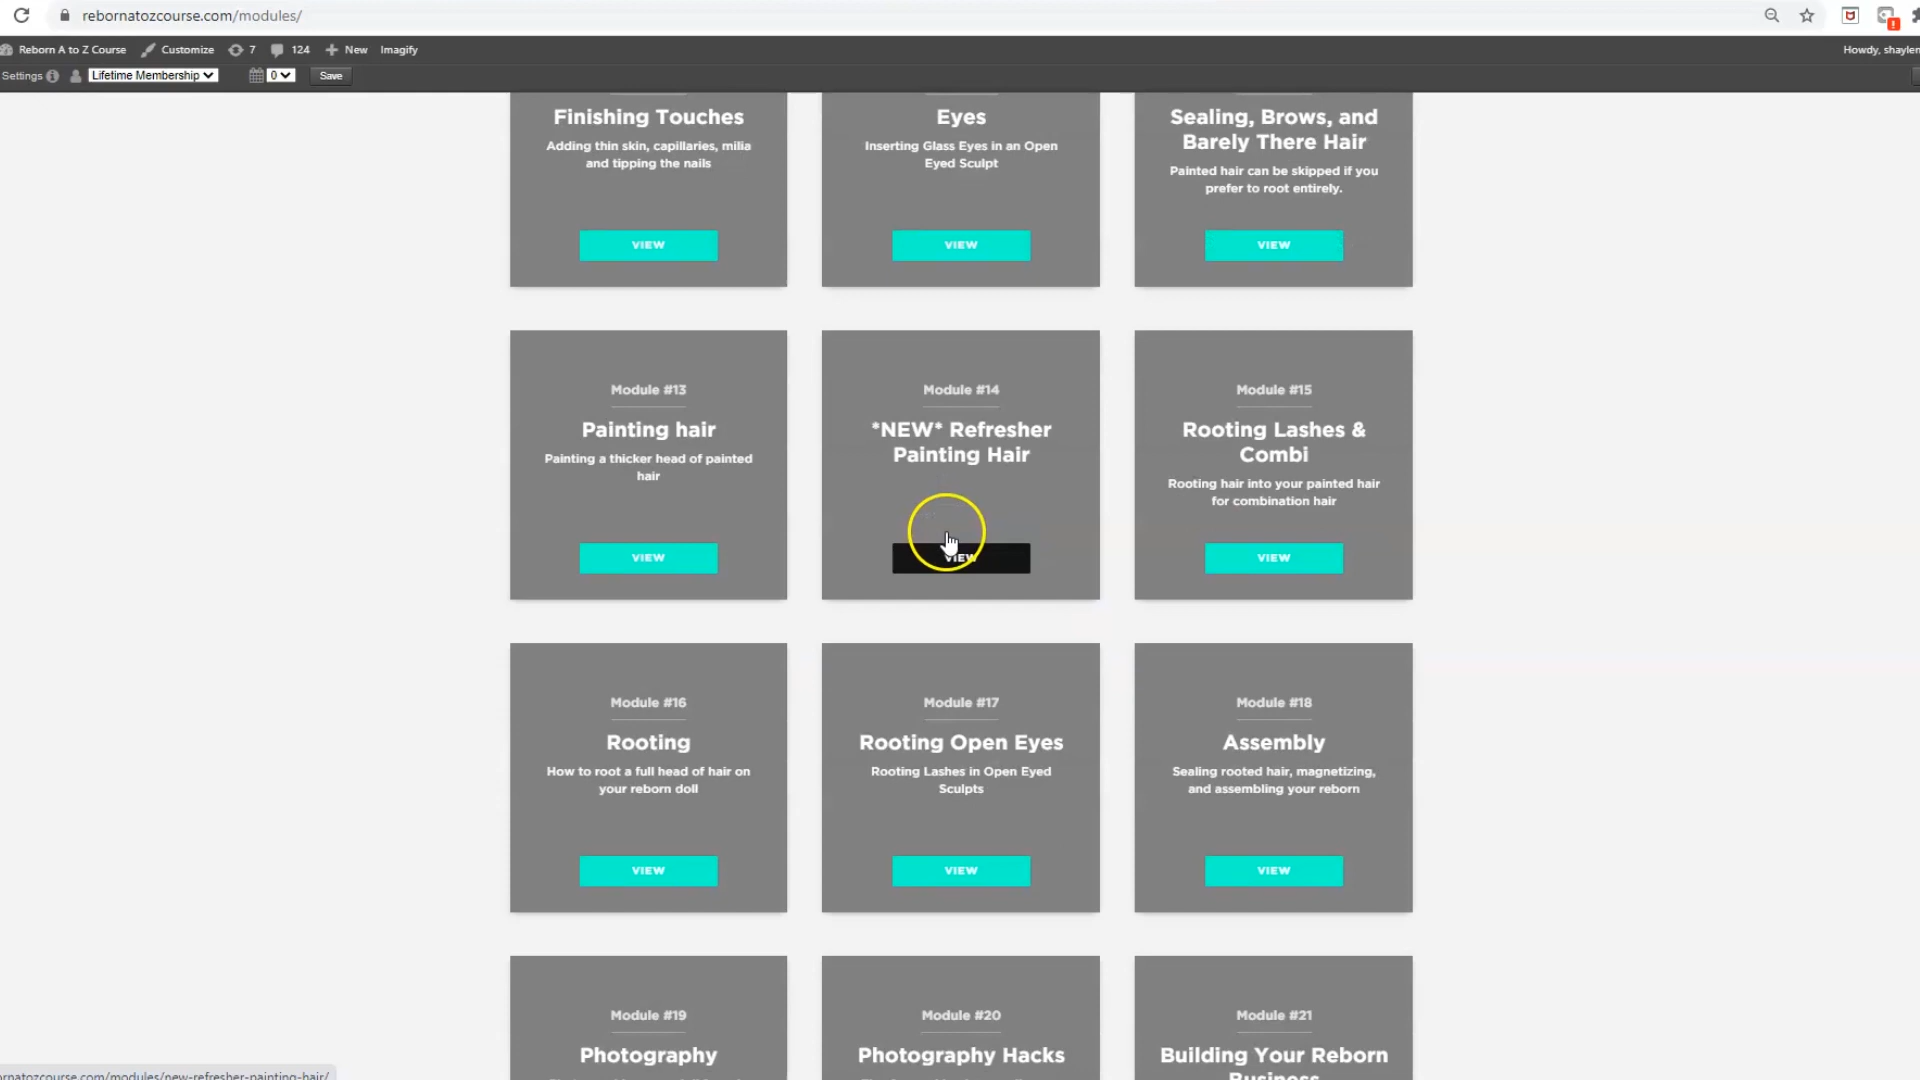 rebornatozcourse.com/modules/
Reborn A to Z Course Customize 7 124 New Imagify Howdy, shaylen
Settings Lifetime Membership 0 Save
Finishing Touches
Adding thin skin, capillaries, milia
and tipping the nails
VIEW
Eyes
Inserting Glass Eyes in an Open
Eyed Sculpt
VIEW
Sealing, Brows, and
Barely There Hair
Painted hair can be skipped if you
prefer to root entirely.
VIEW
Module #13
Painting hair
Painting a thicker head of painted
hair
VIEW
Module #14
*NEW* Refresher
Painting Hair
VIEW
Module #15
Rooting Lashes &
Combi
Rooting hair into your painted hair
for combination hair
VIEW
Module #16
Rooting
How to root a full head of hair on
your reborn doll
VIEW
Module #17
Rooting Open Eyes
Rooting Lashes in Open Eyed
Sculpts
VIEW
Module #18
Assembly
Sealing rooted hair, magnetizing,
and assembling your reborn
VIEW
Module #19
Photography
Module #20
Photography Hacks
Module #21
Building Your Reborn
Business
ornatozcourse.com/modules/new-refresher-painting-hair/